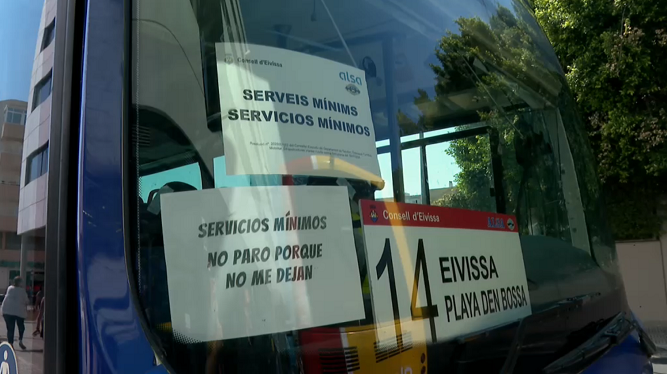 Consell d'Eivissa
alsa
SERVEIS MÍNIMS
SERVICIOS MÍNIMOS
SERVICIOS MÍNIMOS
NO PARO PORQUE
NO ME DEJAN
Consell d'Eivissa
14
EIVISSA
PLAYA DEN BOSSA